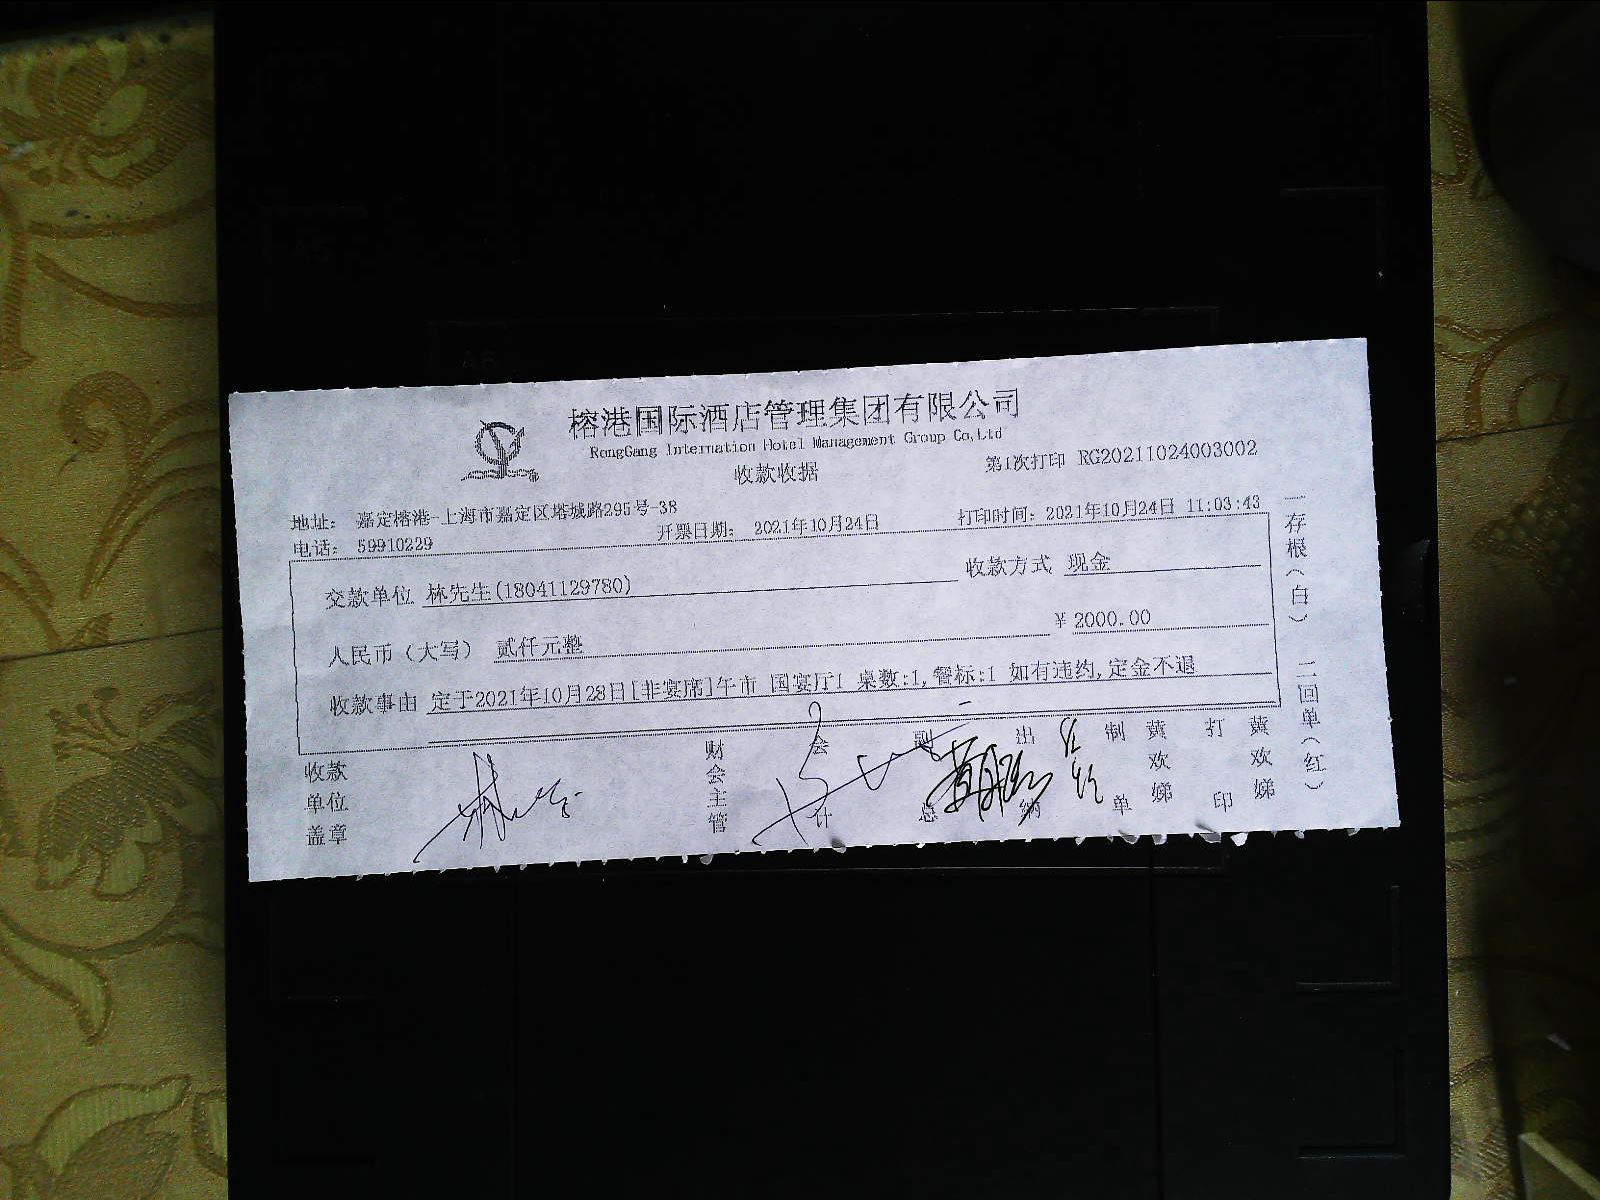 榕港国际酒店管理集团有限公司
RongGang Internation Hotel Management Group Co,Ltd
收款收据
第1次打印 RG20211024003002
地址： 嘉定榕港-上海市嘉定区塔城路295号-38
电话： 59910229
开票日期： 2021年10月24日
打印时间：2021年10月24日 11:03:43
交款单位 林先生(18041129780)
收款方式 现金
人民币（大写） 贰仟元整
￥ 2000.00
收款事由 定于2021年10月28日[非宴席]午市 国宴厅1 桌数:1,餐标:1 如有违约,定金不退
收款单位盖章
财会主管
会计
副总
出纳
制单
黄欢娣
打印
黄欢娣
一存根（白）
二回单（红）
A6